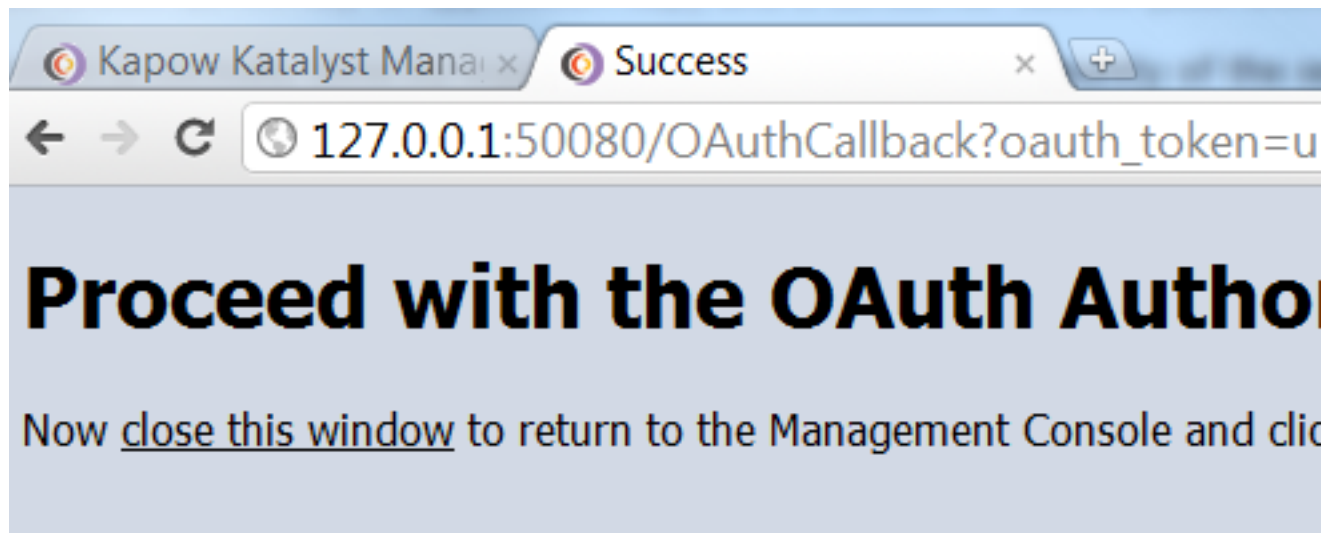 Kapow Katalyst Mana
Success
127.0.0.1:50080/OAuthCallback?oauth_token=u
Proceed with the OAuth Author
Now close this window to return to the Management Console and clic